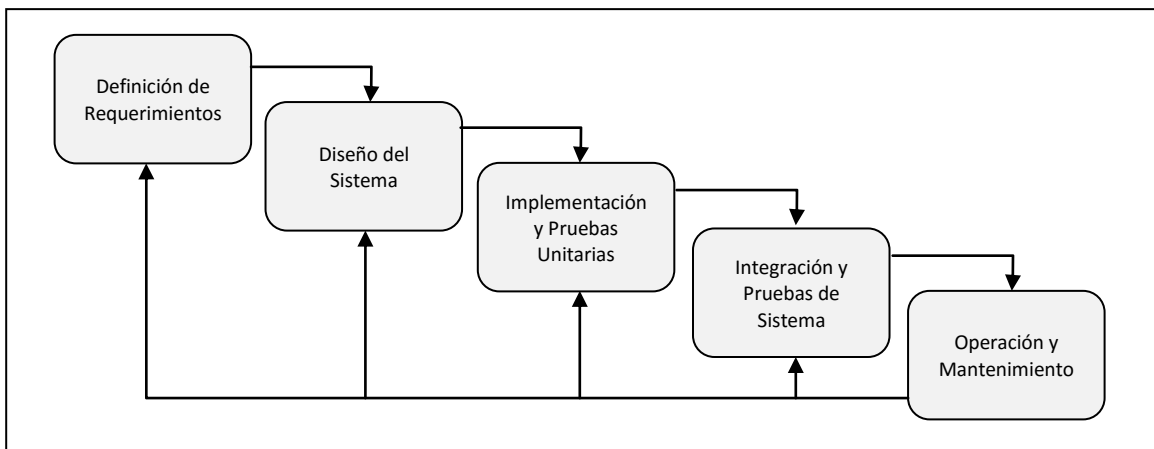 Definición de
Requerimientos
Diseño del
Sistema
Implementación
y Pruebas
Unitarias
Integración y
Pruebas de
Sistema
Operación y
Mantenimiento